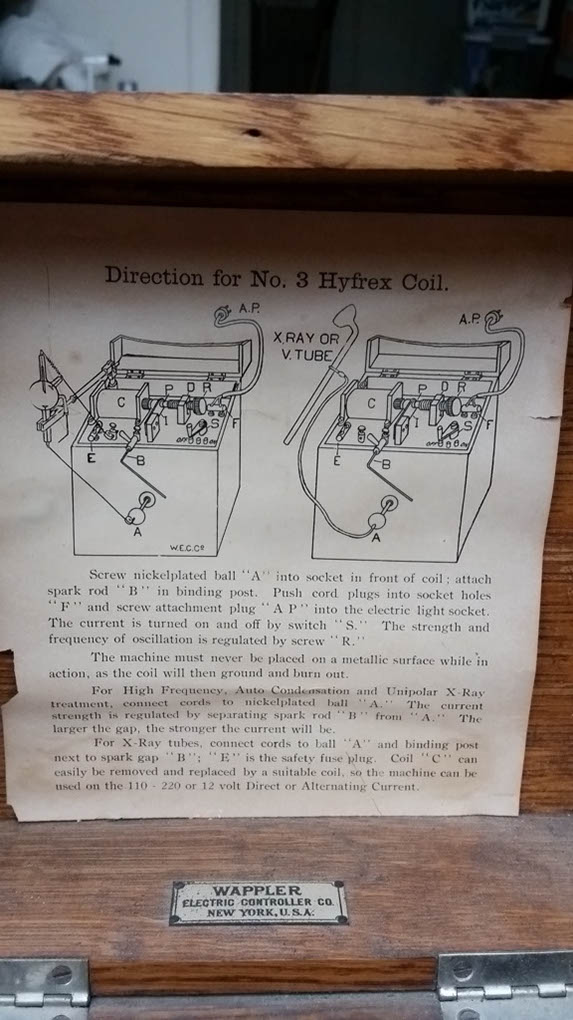 Direction for No. 3 Hyfrex Coil.
A.P.
X,RAY OR
V. TUBE
A.P.
C
P
D
R
I
S
F
E
B
A
W.E.C.Cº
C
P
D
R
I
S
F
E
B
A
Screw nickelplated ball "A" into socket in front of coil; attach
spark rod "B" in binding post. Push cord plugs into socket holes
"F" and screw attachment plug "A P" into the electric light socket.
The current is turned on and off by switch "S." The strength and
frequency of oscillation is regulated by screw "R."
The machine must never be placed on a metallic surface while in
action, as the coil will then ground and burn out.
For High Frequency, Auto Condensation and Unipolar X-Ray
treatment, connect cords to nickelplated ball "A." The current
strength is regulated by separating spark rod "B" from "A." The
larger the gap, the stronger the current will be.
For X-Ray tubes, connect cords to ball "A" and binding post
next to spark gap "B"; "E" is the safety fuse plug. Coil "C" can
easily be removed and replaced by a suitable coil, so the machine can be
used on the 110 - 220 or 12 volt Direct or Alternating Current.
WAPPLER
ELECTRIC CONTROLLER CO.
NEW YORK, U.S.A.